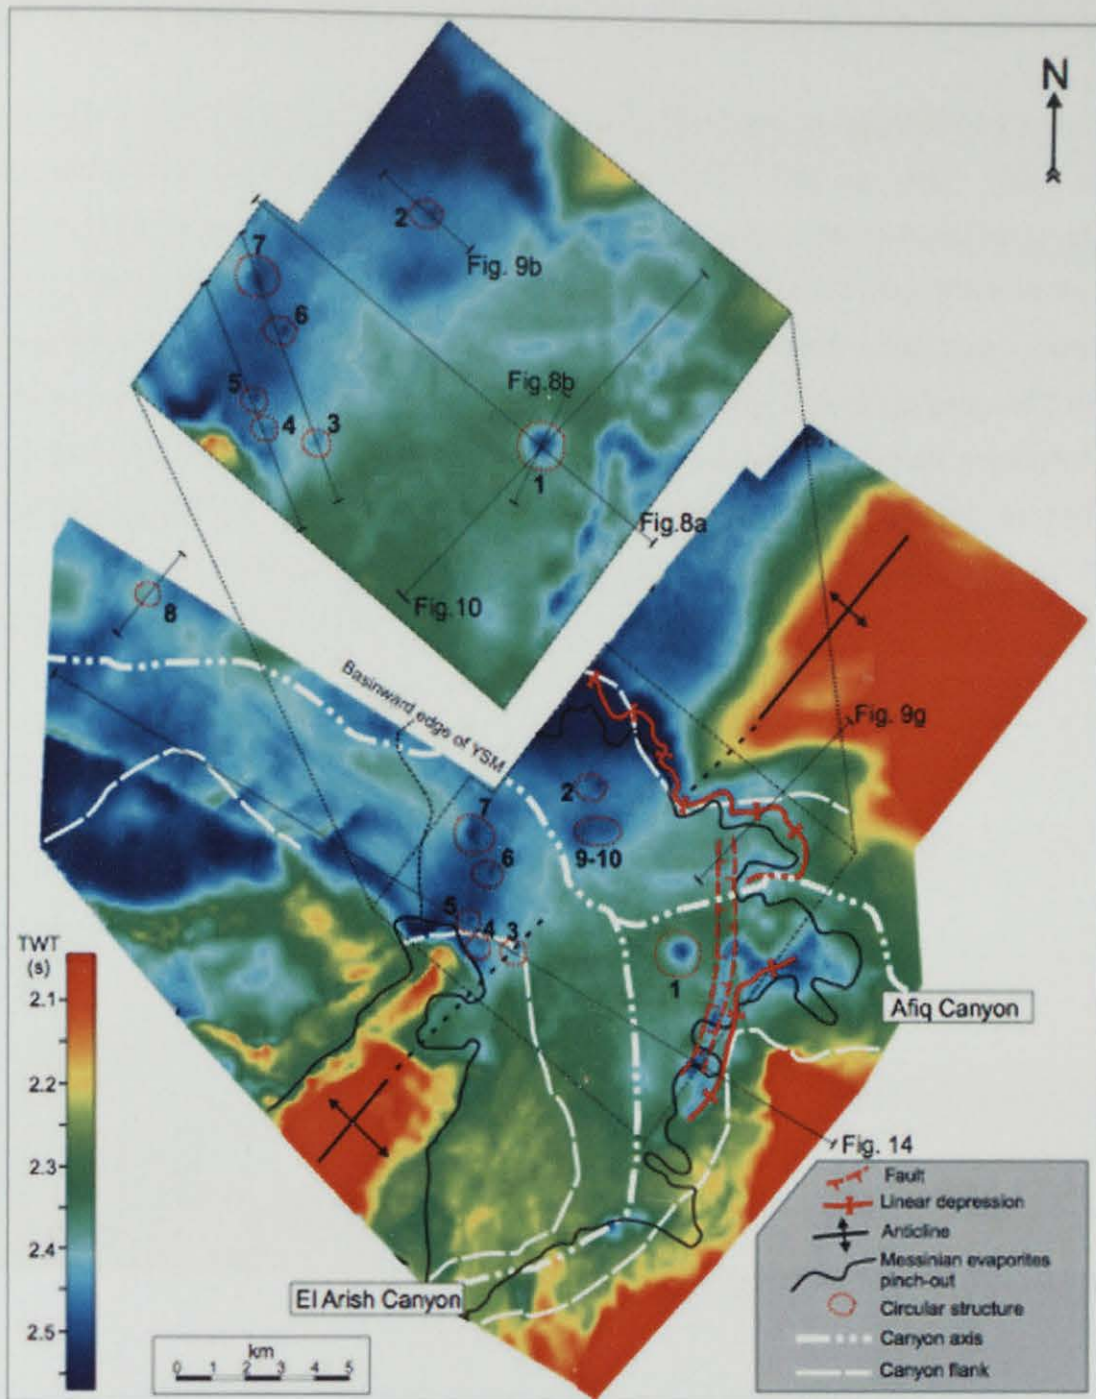 N
7
2
Fig. 9b
6
5
4
3
Fig.8b
1
Fig.8a
Fig.10
8
Basinward edge of YSM
Fig. 9g
2
7
9-10
6
5
4
3
1
TWT
(s)
2.1
2.2
2.3
2.4
2.5
Afiq Canyon
El Arish Canyon
Fig. 14
Fault
Linear depression
Anticline
Messinian evaporites
pinch-out
Circular structure
Canyon axis
Canyon flank
km
0 1 2 3 4 5